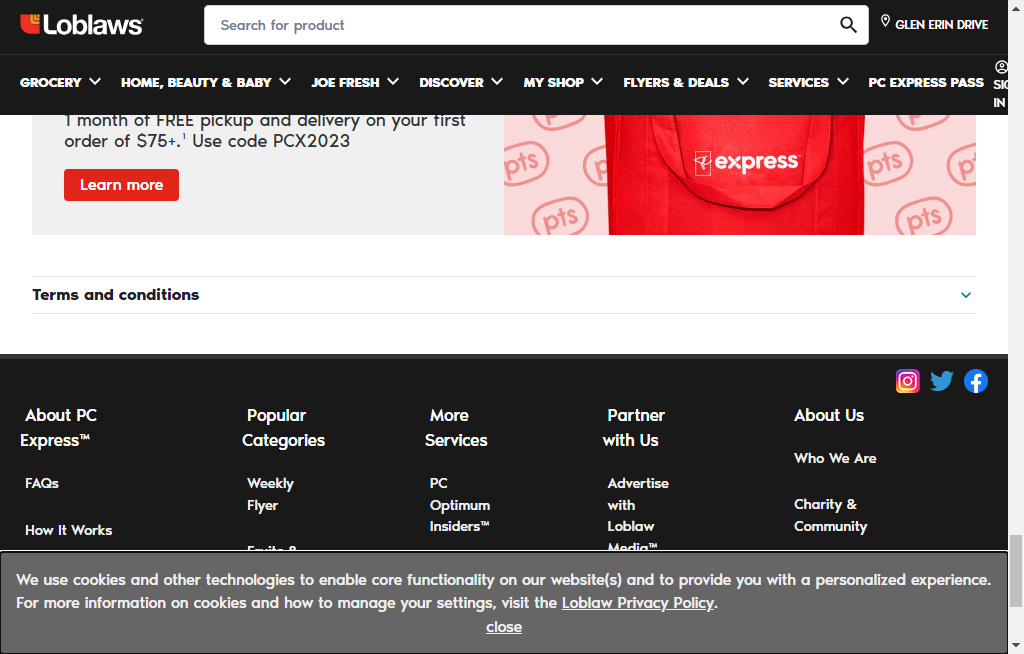 Loblaws
Search for product
GLEN ERIN DRIVE
GROCERY
HOME, BEAUTY & BABY
JOE FRESH
DISCOVER
MY SHOP
FLYERS & DEALS
SERVICES
PC EXPRESS PASS
SIG
IN
1 month of FREE pickup and delivery on your first
order of $75+.¹ Use code PCX2023
Learn more
express
pts
pts
pts
pts
Terms and conditions
About PC
Express™
FAQs
How It Works
Popular
Categories
Weekly
Flyer
Fruits &
More
Services
PC
Optimum
Insiders™
Partner
with Us
Advertise
with
Loblaw
Media™
About Us
Who We Are
Charity &
Community
We use cookies and other technologies to enable core functionality on our website(s) and to provide you with a personalized experience.
For more information on cookies and how to manage your settings, visit the Loblaw Privacy Policy.
close